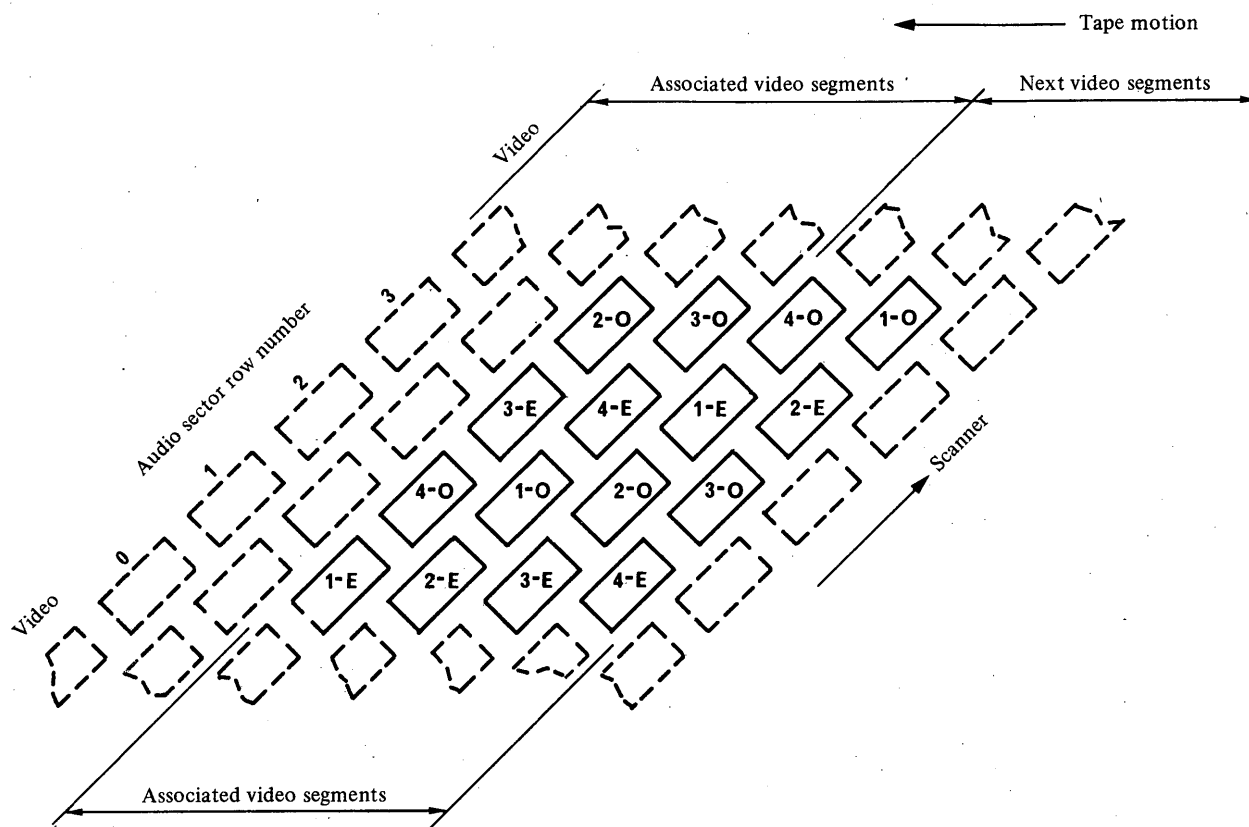 Tape motion
Associated video segments
Next video segments
Video
Audio sector row number
3
2
1
0
2-O 3-O 4-O 1-O
3-E 4-E 1-E 2-E
4-O 1-O 2-O 3-O
1-E 2-E 3-E 4-E
Scanner
Video
Associated video segments